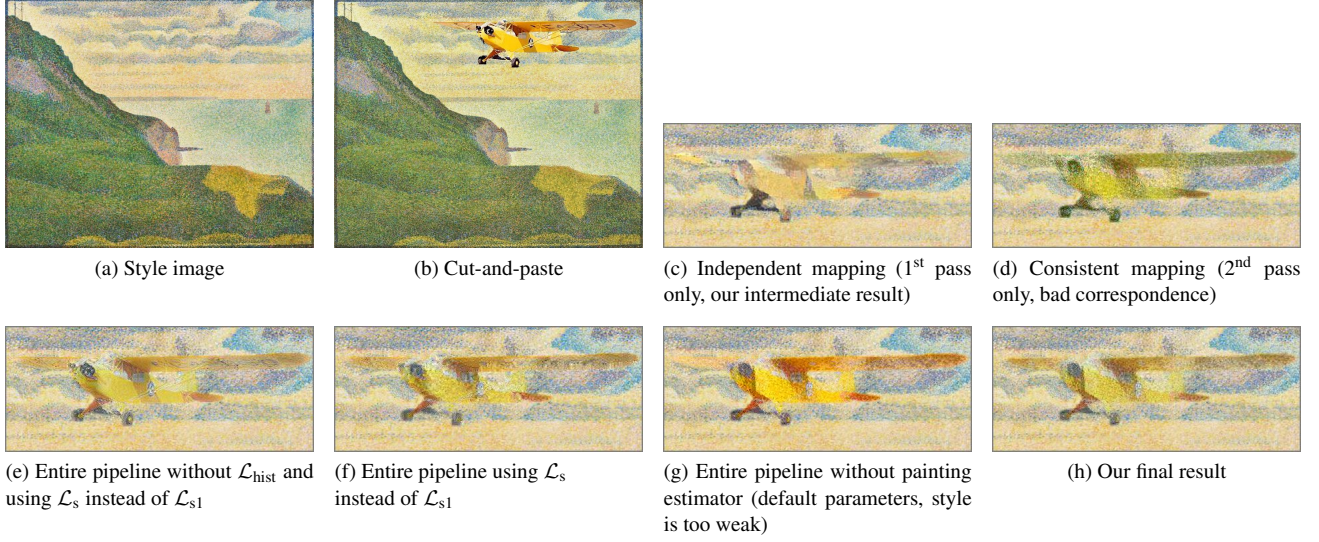 (a) Style image
(b) Cut-and-paste
(c) Independent mapping (1st pass
only, our intermediate result)
(d) Consistent mapping (2nd pass
only, bad correspondence)
(e) Entire pipeline without ℒhist and
using ℒs instead of ℒs1
(f) Entire pipeline using ℒs
instead of ℒs1
(g) Entire pipeline without painting
estimator (default parameters, style
is too weak)
(h) Our final result